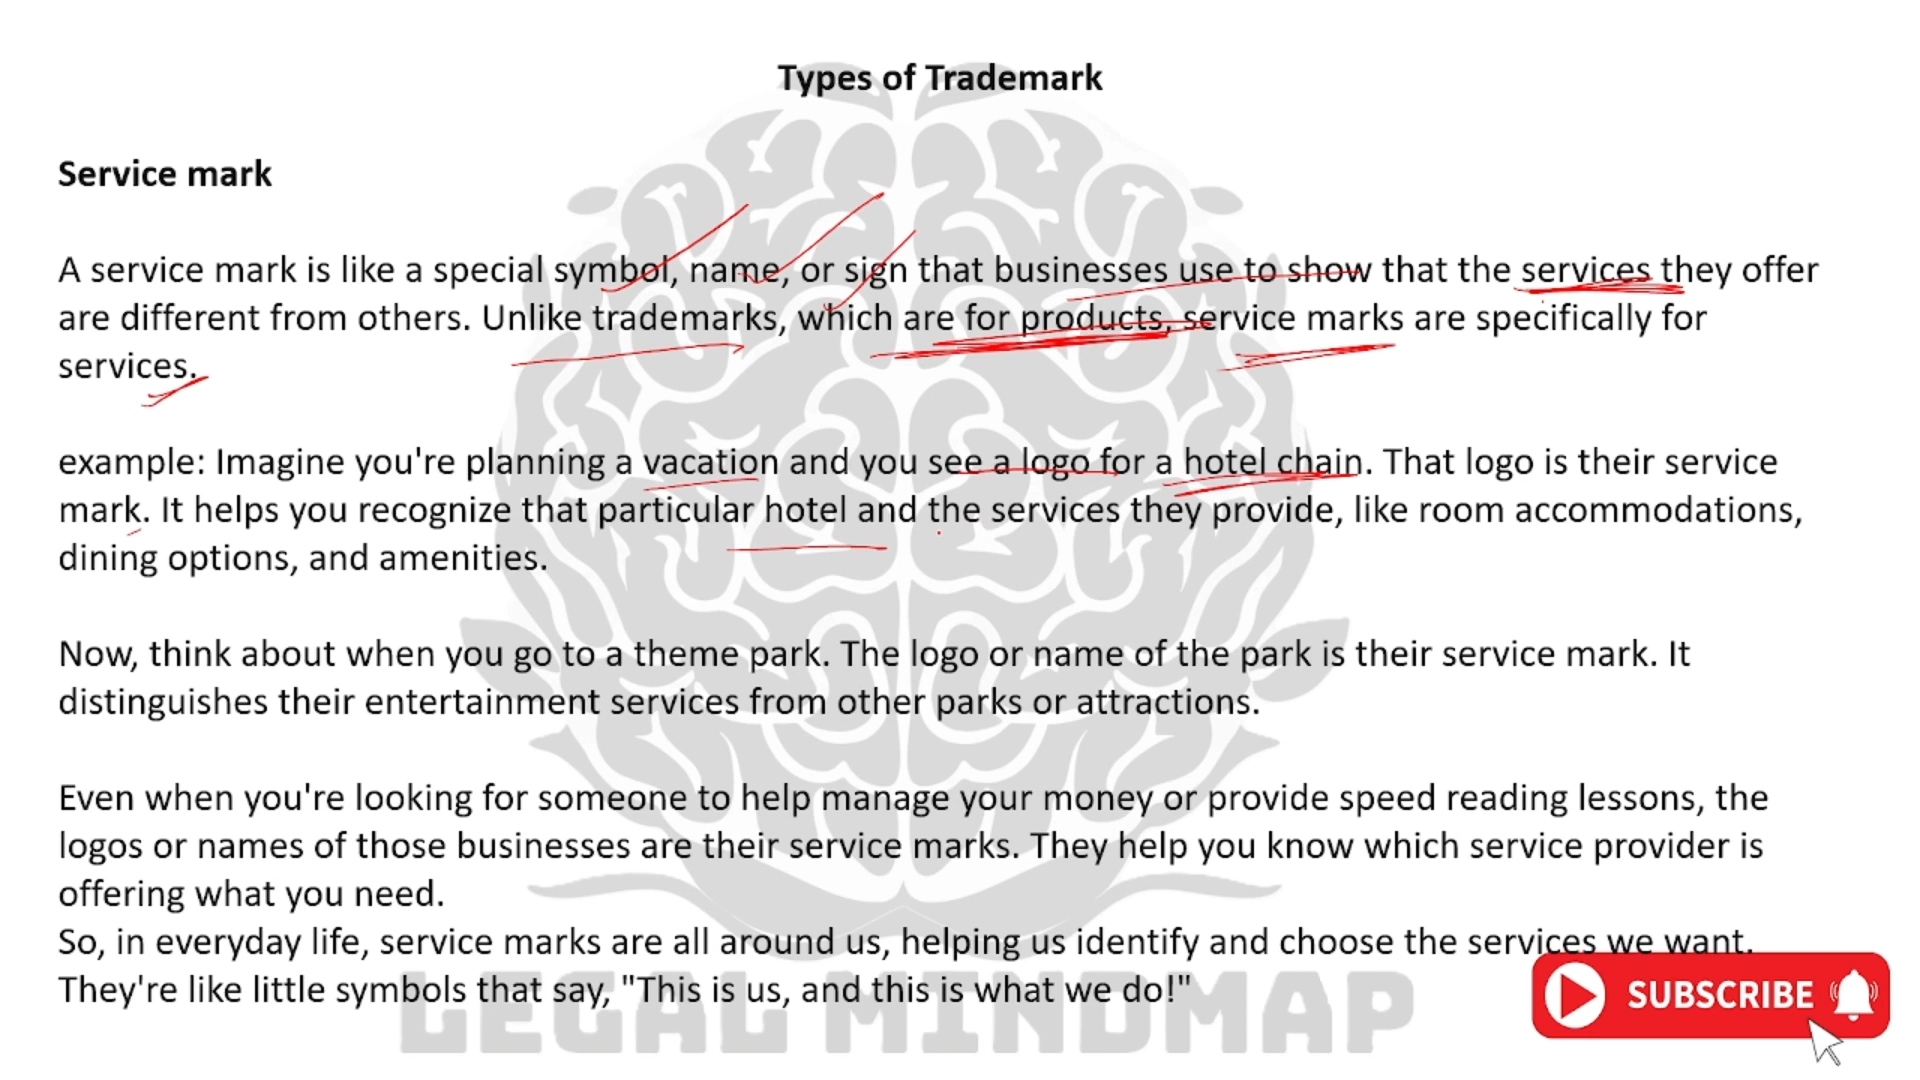 Types of Trademark
Service mark
A service mark is like a special symbol, name, or sign that businesses use to show that the services they offer
are different from others. Unlike trademarks, which are for products, service marks are specifically for
services.
example: Imagine you're planning a vacation and you see a logo for a hotel chain. That logo is their service
mark. It helps you recognize that particular hotel and the services they provide, like room accommodations,
dining options, and amenities.
Now, think about when you go to a theme park. The logo or name of the park is their service mark. It
distinguishes their entertainment services from other parks or attractions.
Even when you're looking for someone to help manage your money or provide speed reading lessons, the
logos or names of those businesses are their service marks. They help you know which service provider is
offering what you need.
So, in everyday life, service marks are all around us, helping us identify and choose the services we want.
They're like little symbols that say, "This is us, and this is what we do!"
SUBSCRIBE
LEGAL MINDMAP